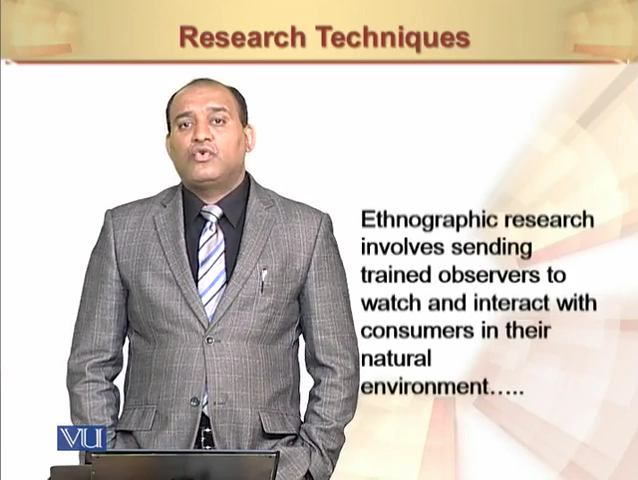 Research Techniques
Ethnographic research
involves sending
trained observers to
watch and interact with
consumers in their
natural
environment…..
VU